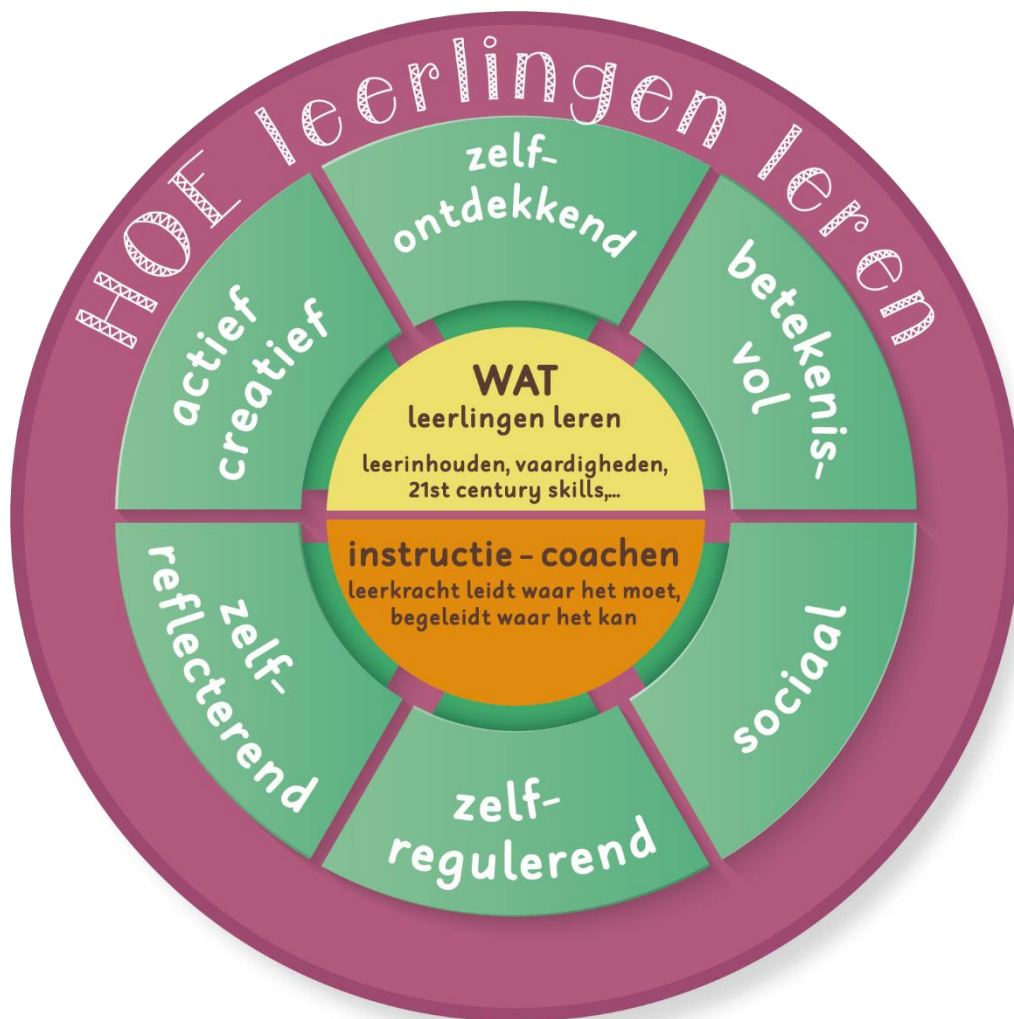 HOE leerlingen leren
zelf-
ontdekkend
betekenis-
vol
sociaal
zelf-
regulerend
zelf-
reflecterend
actief
creatief
WAT
leerlingen leren
leerinhouden, vaardigheden,
21st century skills,...
instructie - coachen
leerkracht leidt waar het moet,
begeleidt waar het kan